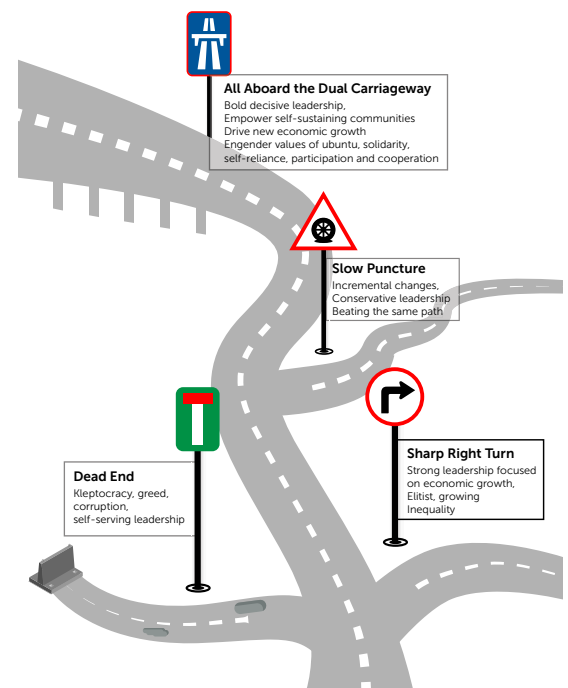 All Aboard the Dual Carriageway
Bold decisive leadership,
Empower self-sustaining communities
Drive new economic growth
Engender values of ubuntu, solidarity,
self-reliance, participation and cooperation
Slow Puncture
Incremental changes,
Conservative leadership
Beating the same path
Sharp Right Turn
Strong leadership focused
on economic growth,
Elitist, growing
Inequality
Dead End
Kleptocracy, greed,
corruption,
self-serving leadership